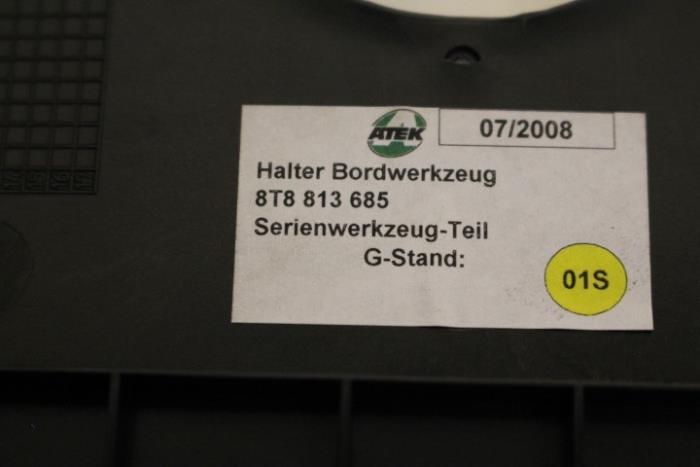 ATEK
07/2008
Halter Bordwerkzeug
8T8 813 685
Serienwerkzeug-Teil
G-Stand:
01S